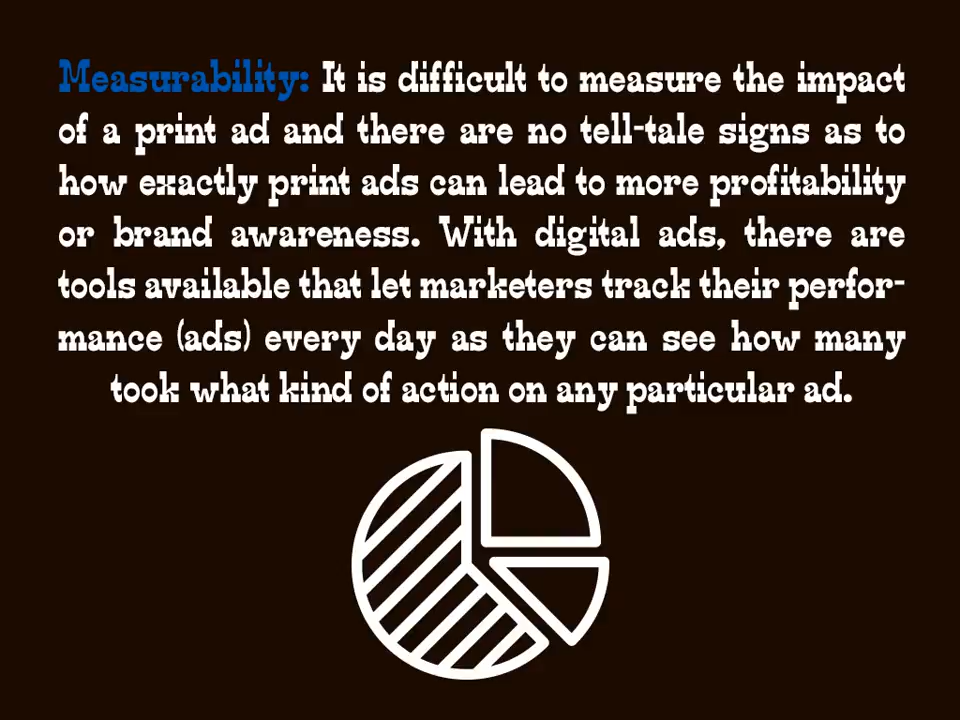 Measurability: It is difficult to measure the impact
of a print ad and there are no tell-tale signs as to
how exactly print ads can lead to more profitability
or brand awareness. With digital ads, there are
tools available that let marketers track their perfor-
mance (ads) every day as they can see how many
took what kind of action on any particular ad.